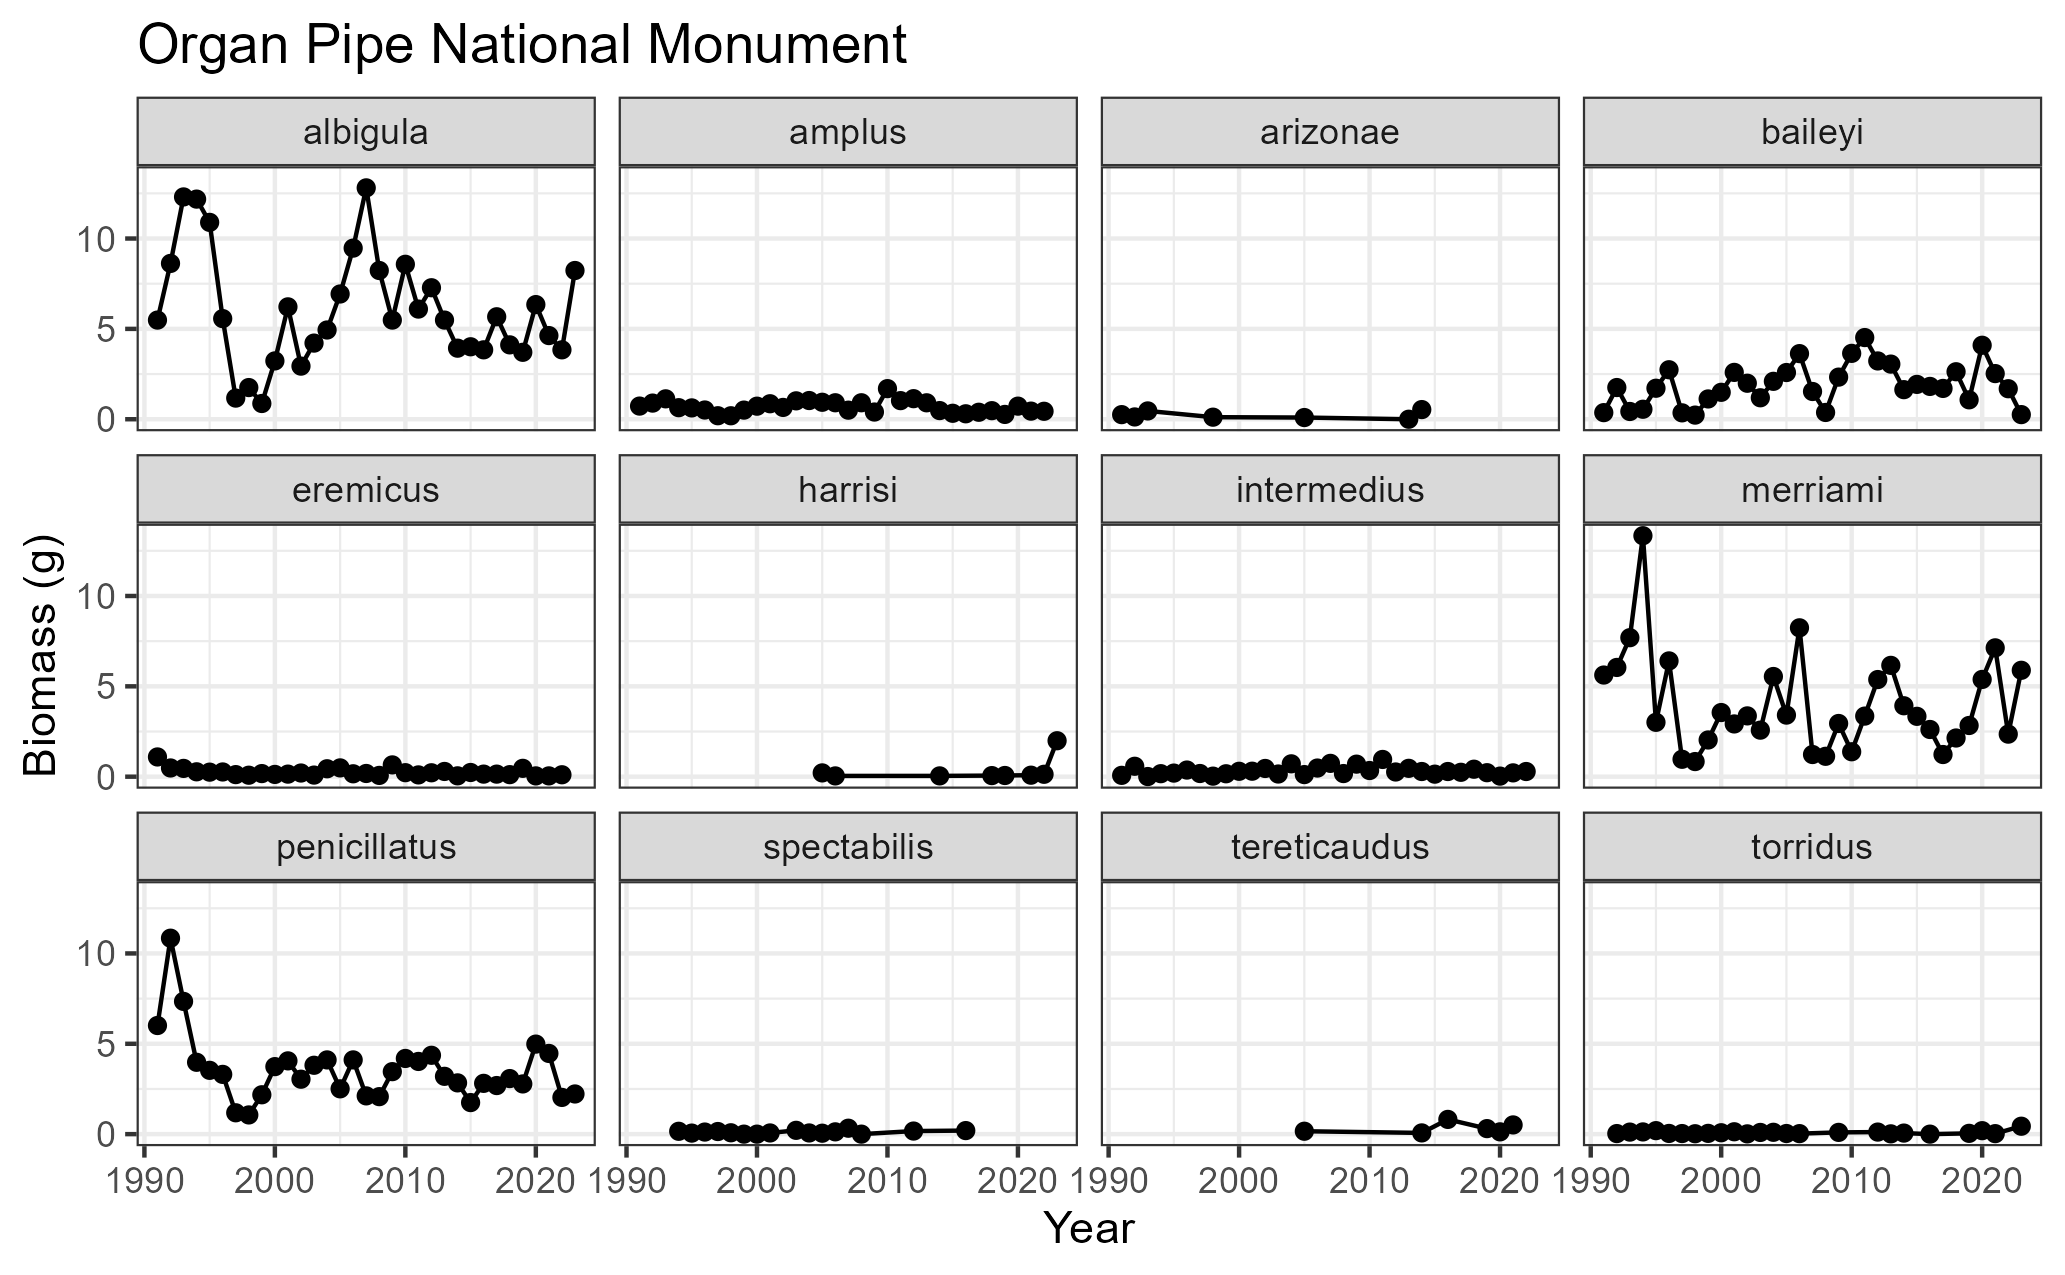 Organ Pipe National Monument
albigula amplus arizonae baileyi
10
5
0
eremicus harrisi intermedius merriami
10
5
0
penicillatus spectabilis tereticaudus torridus
10
5
0
Biomass (g)
1990 2000 2010 2020 1990 2000 2010 2020 1990 2000 2010 2020 1990 2000 2010 2020
Year